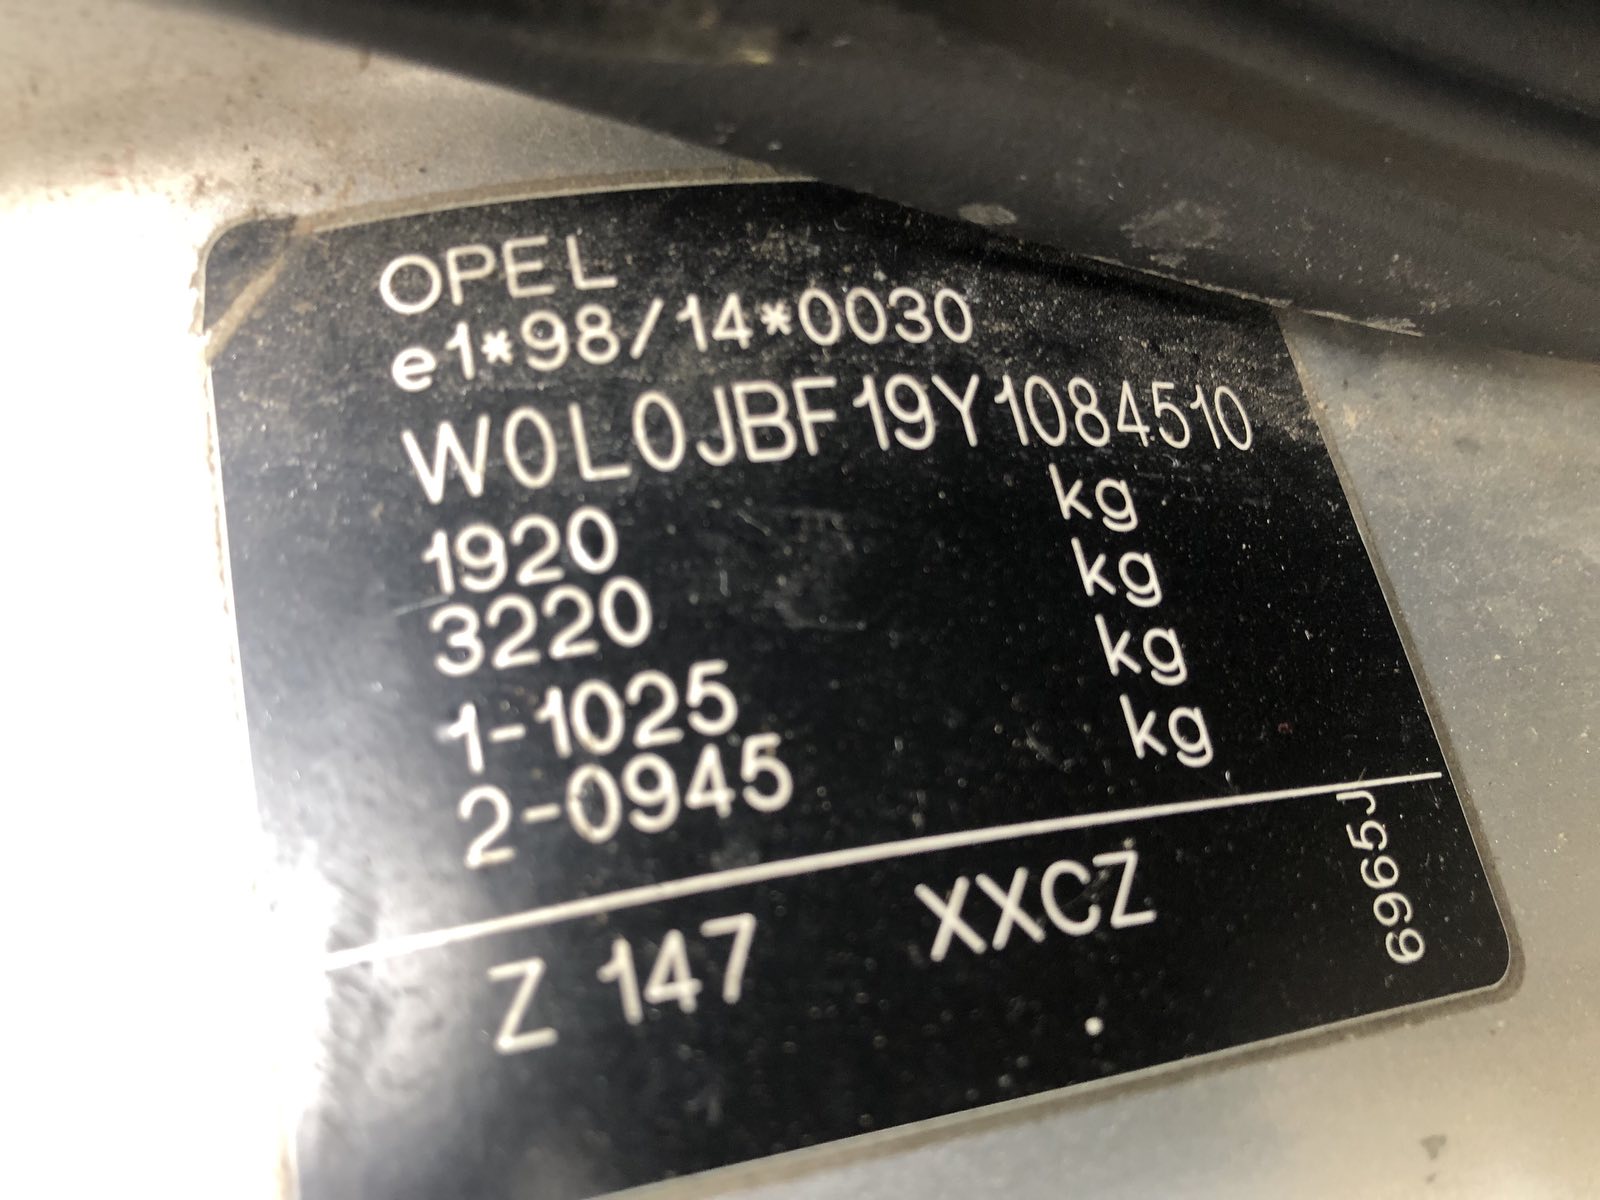 OPEL
e1*98/14*0030
W0L0JBF19Y1084510
1920 kg
3220 kg
1-1025 kg
2-0945 kg
Z 147 XXCZ
6965J